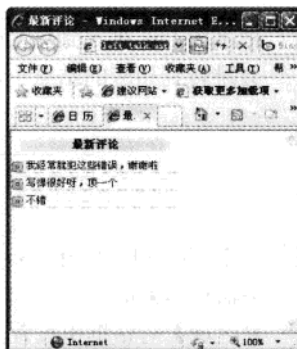 最新评论 - Windows Internet E...
文件(F) 编辑(E) 查看(V) 收藏夹(A) 工具(T) 帮 »
收藏夹 建议网站 ▾ 获取更多加载项 ▾
日历 最 ×
最新评论
我经常就犯这些错误，谢谢啦
写得很好呀，顶一个
不错
Internet 100%